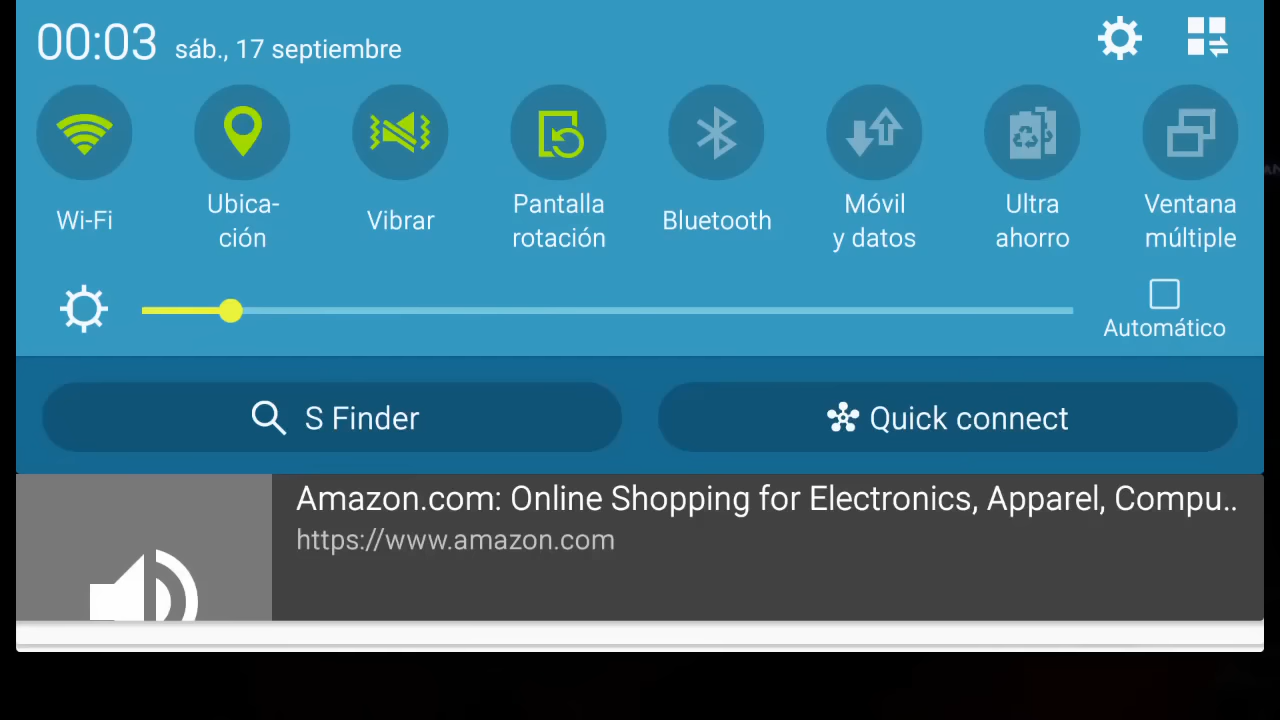 00:03 sáb., 17 septiembre
Wi-Fi
Ubica-
ción
Vibrar
Pantalla
rotación
Bluetooth
Móvil
y datos
Ultra
ahorro
Ventana
múltiple
Automático
S Finder
Quick connect
Amazon.com: Online Shopping for Electronics, Apparel, Compu..
https://www.amazon.com